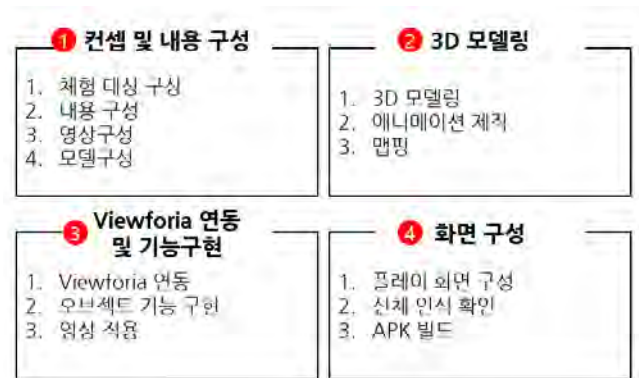 1 컨셉 및 내용 구성
1. 체험 대상 구상
2. 내용 구성
3. 영상구성
4. 모델구성
2 3D 모델링
1. 3D 모델링
2. 애니메이션 제작
3. 맵핑
3 Viewforia 연동
및 기능구현
1. Viewforia 연동
2. 오브젝트 기능 구현
3. 영상 적용
4 화면 구성
1. 플레이 화면 구성
2. 신체 인식 확인
3. APK 빌드